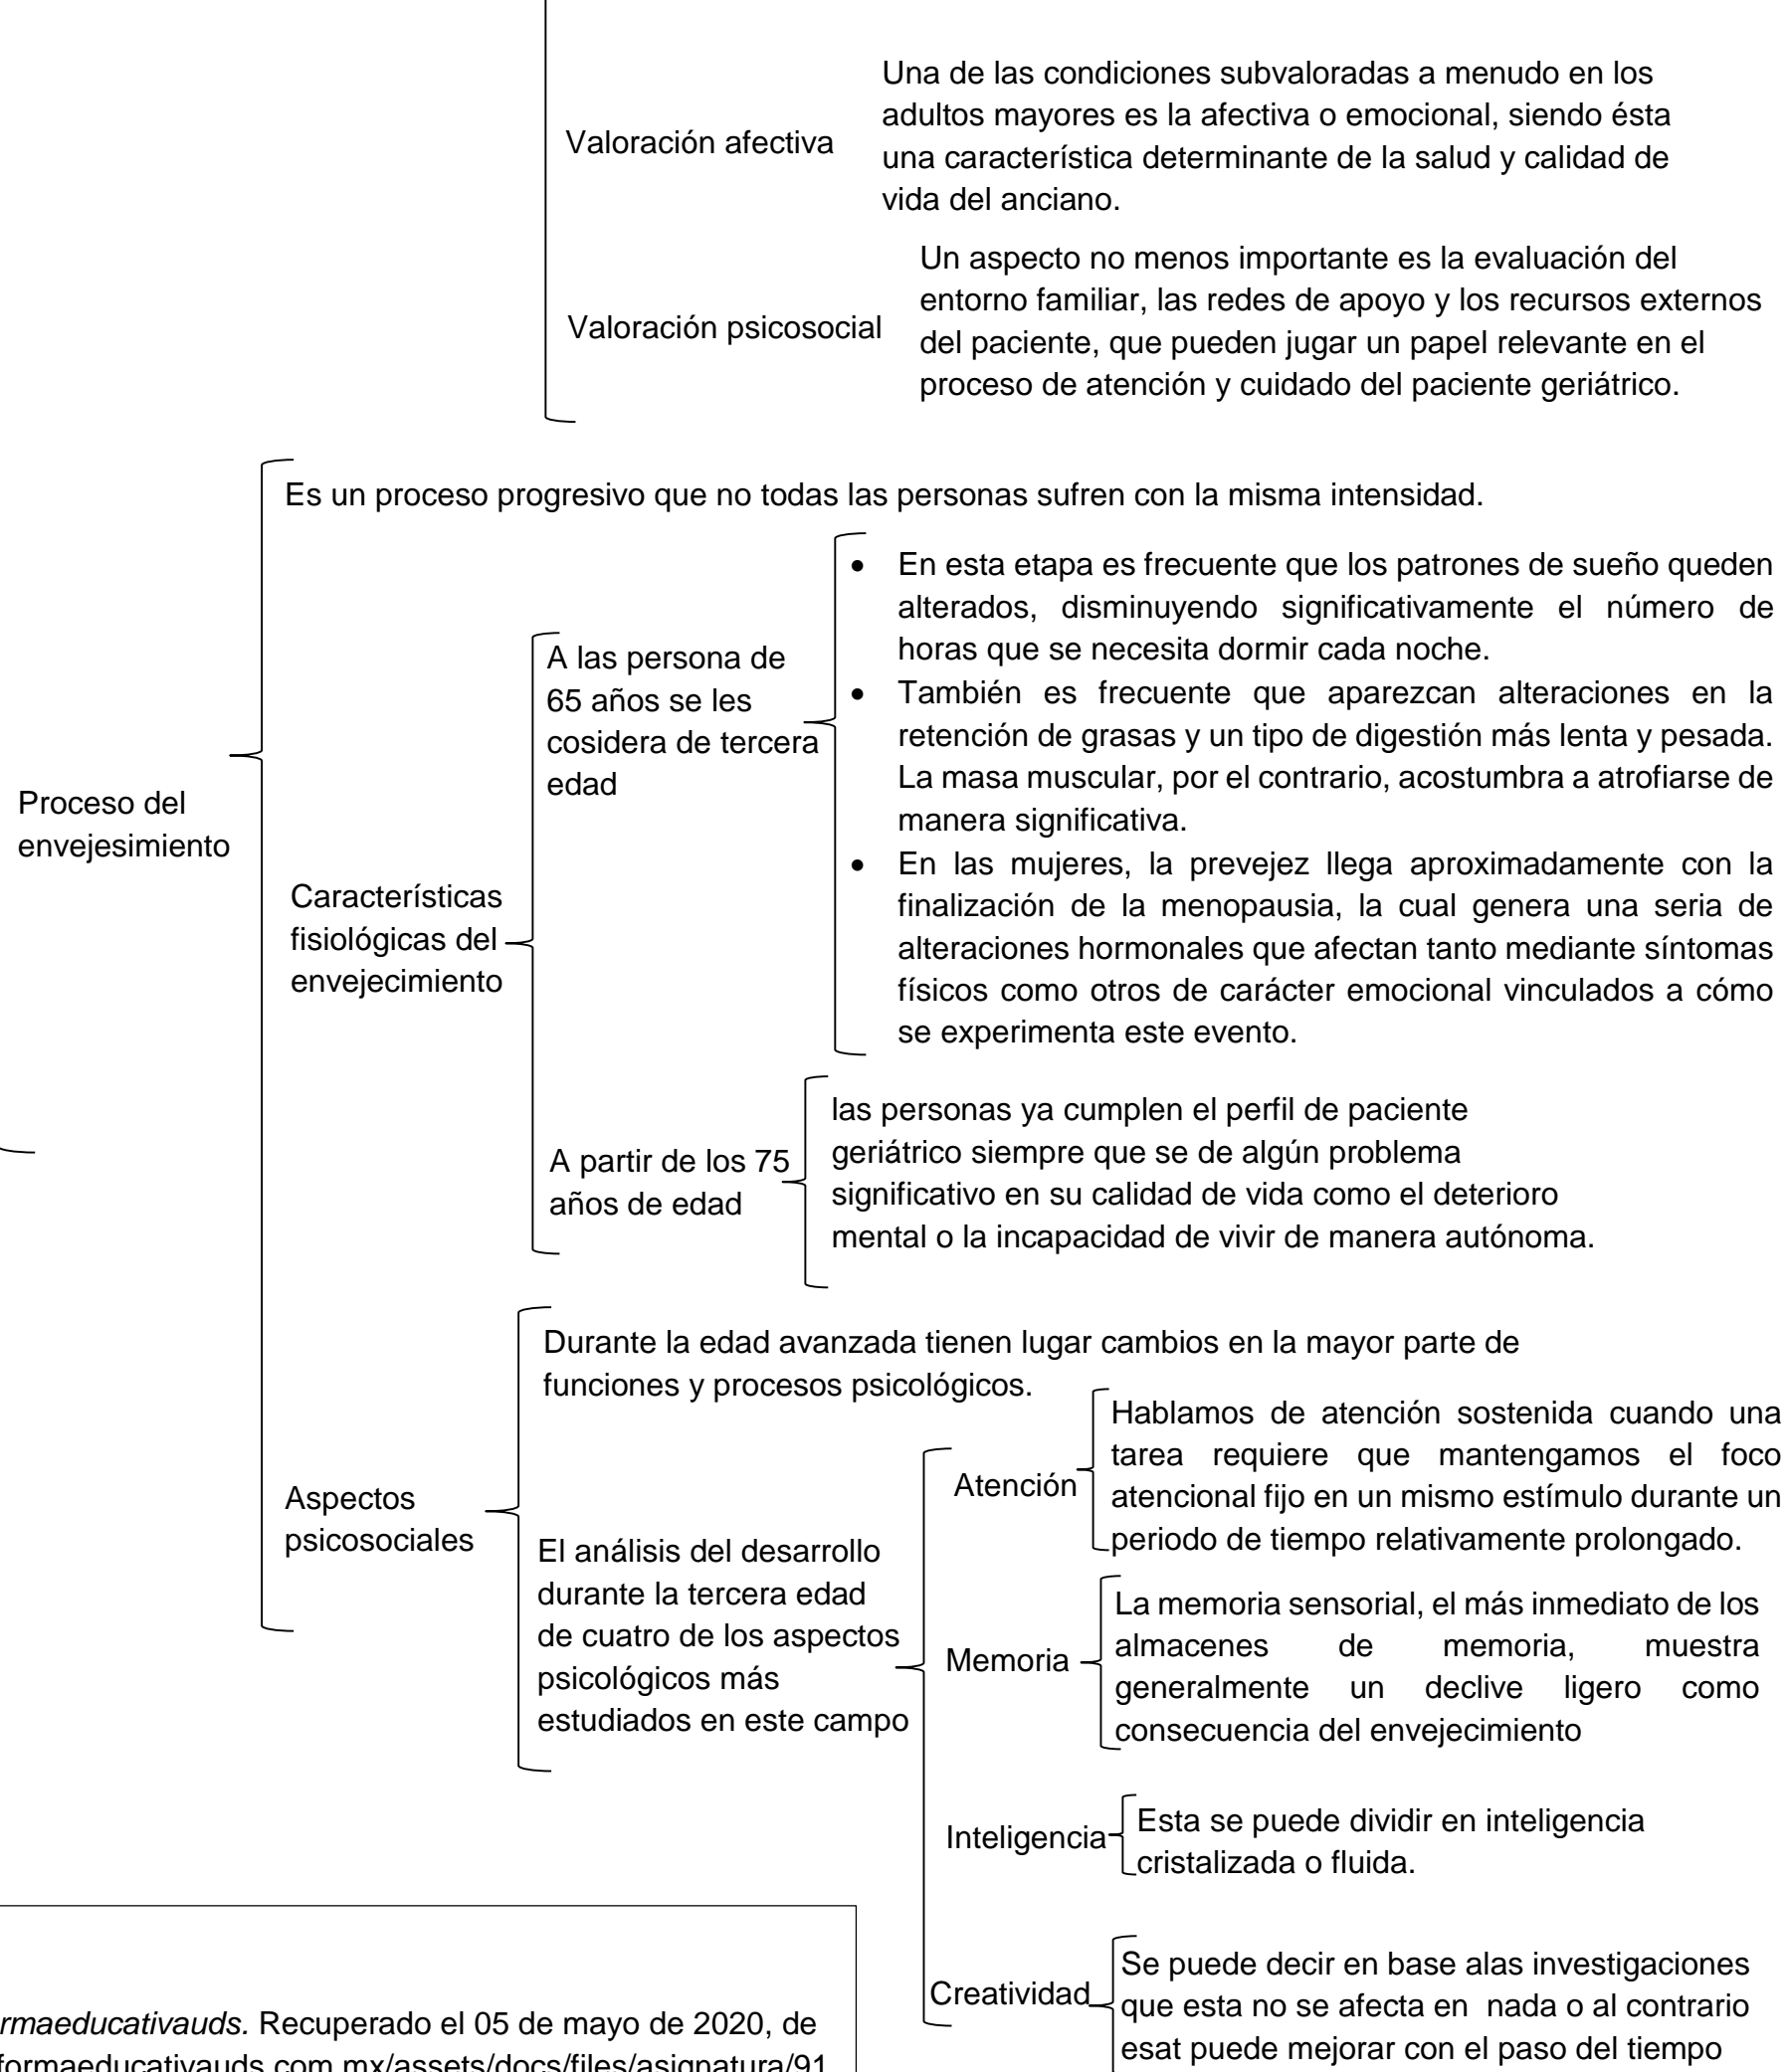 Valoración afectiva
Una de las condiciones subvaloradas a menudo en los
adultos mayores es la afectiva o emocional, siendo ésta
una característica determinante de la salud y calidad de
vida del anciano.
Valoración psicosocial
Un aspecto no menos importante es la evaluación del
entorno familiar, las redes de apoyo y los recursos externos
del paciente, que pueden jugar un papel relevante en el
proceso de atención y cuidado del paciente geriátrico.
Proceso del
envejesimiento
Es un proceso progresivo que no todas las personas sufren con la misma intensidad.
Características
fisiológicas del
envejecimiento
A las persona de
65 años se les
cosidera de tercera
edad
• En esta etapa es frecuente que los patrones de sueño queden
alterados, disminuyendo significativamente el número de
horas que se necesita dormir cada noche.
• También es frecuente que aparezcan alteraciones en la
retención de grasas y un tipo de digestión más lenta y pesada.
La masa muscular, por el contrario, acostumbra a atrofiarse de
manera significativa.
• En las mujeres, la prevejez llega aproximadamente con la
finalización de la menopausia, la cual genera una seria de
alteraciones hormonales que afectan tanto mediante síntomas
físicos como otros de carácter emocional vinculados a cómo
se experimenta este evento.
A partir de los 75
años de edad
las personas ya cumplen el perfil de paciente
geriátrico siempre que se de algún problema
significativo en su calidad de vida como el deterioro
mental o la incapacidad de vivir de manera autónoma.
Aspectos
psicosociales
Durante la edad avanzada tienen lugar cambios en la mayor parte de
funciones y procesos psicológicos.
El análisis del desarrollo
durante la tercera edad
de cuatro de los aspectos
psicológicos más
estudiados en este campo
Atención
Hablamos de atención sostenida cuando una
tarea requiere que mantengamos el foco
atencional fijo en un mismo estímulo durante un
periodo de tiempo relativamente prolongado.
Memoria
La memoria sensorial, el más inmediato de los
almacenes de memoria, muestra
generalmente un declive ligero como
consecuencia del envejecimiento
Inteligencia
Esta se puede dividir en inteligencia
cristalizada o fluida.
Creatividad
Se puede decir en base alas investigaciones
que esta no se afecta en nada o al contrario
esat puede mejorar con el paso del tiempo
rmaeducativauds. Recuperado el 05 de mayo de 2020, de
formaeducativauds.com.mx/assets/docs/files/asignatura/91